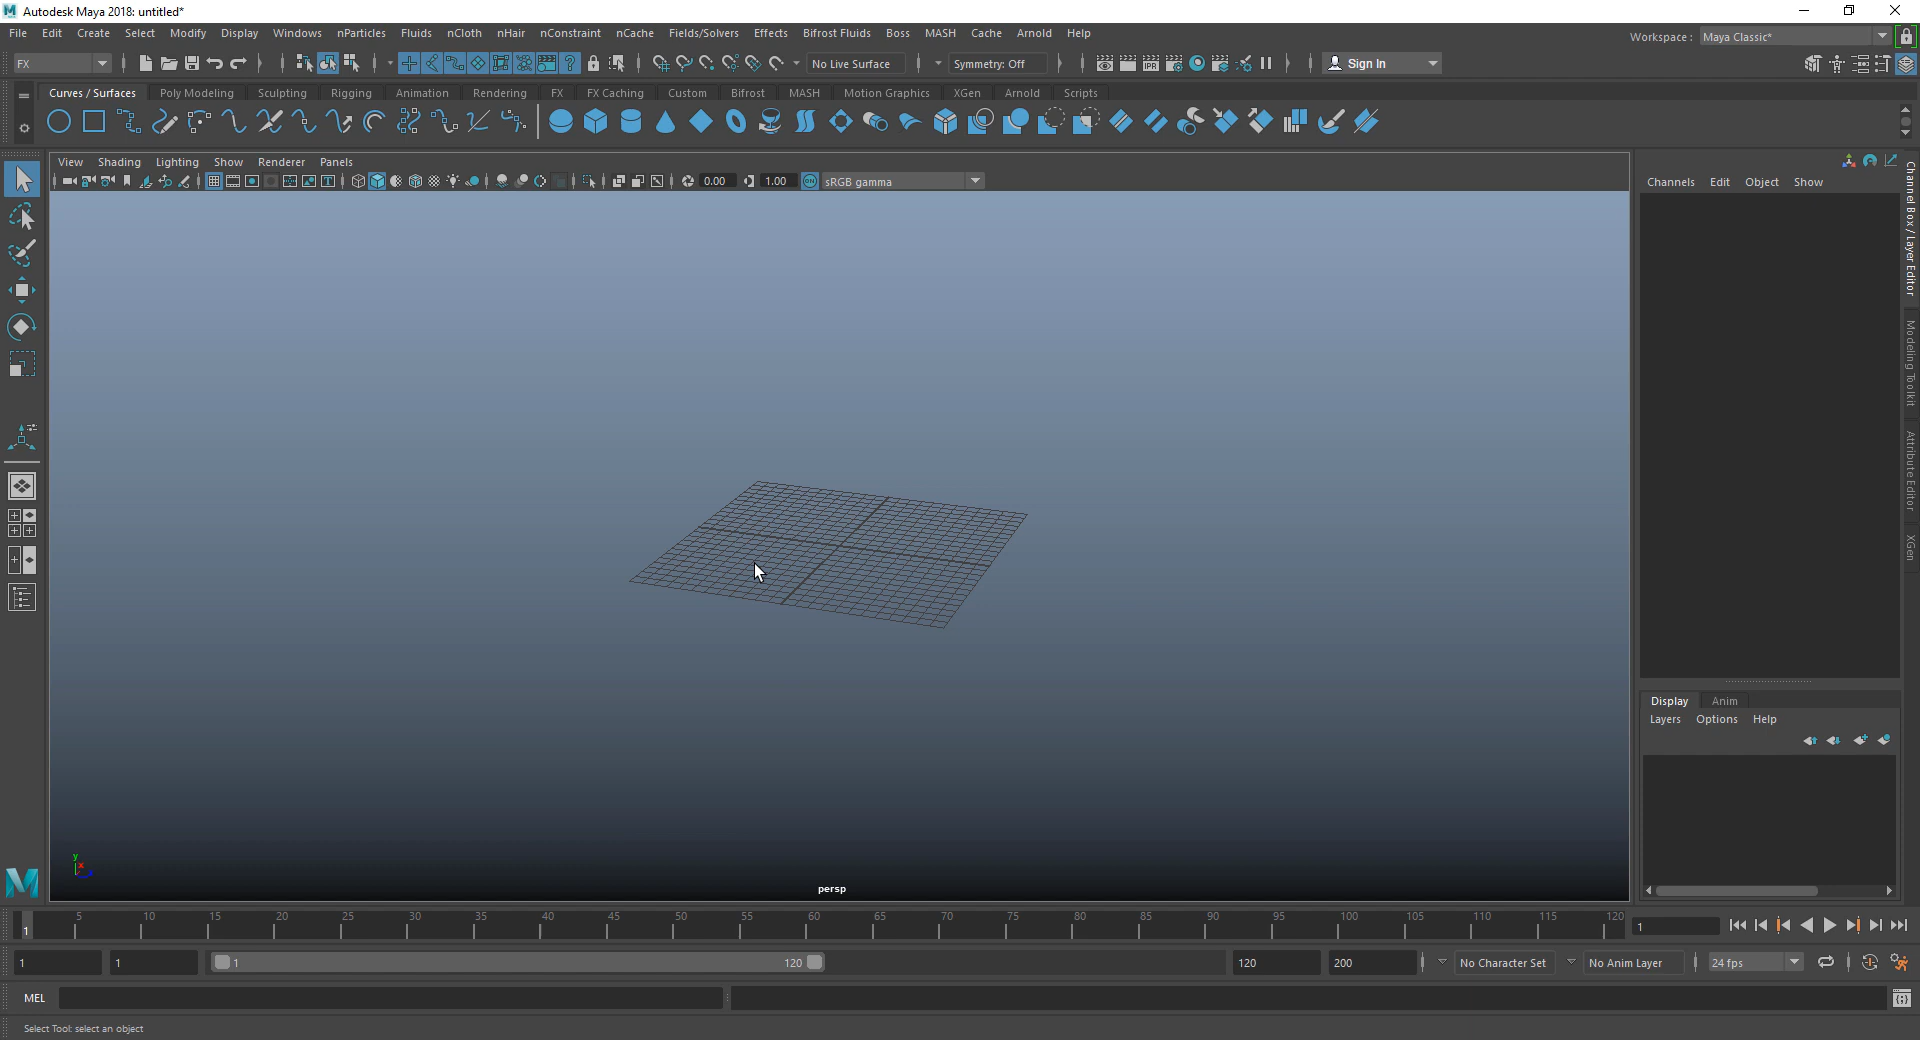 Autodesk Maya 2018: untitled*
File Edit Create Select Modify Display Windows nParticles Fluids nCloth nHair nConstraint nCache Fields/Solvers Effects Bifrost Fluids Boss MASH Cache Arnold Help
Workspace : Maya Classic*
FX No Live Surface Symmetry: Off IPR Sign In
Curves / Surfaces Poly Modeling Sculpting Rigging Animation Rendering FX FX Caching Custom Bifrost MASH Motion Graphics XGen Arnold Scripts
View Shading Lighting Show Renderer Panels
0.00 1.00 ON sRGB gamma
Channels Edit Object Show
Channel Box / Layer Editor
Modeling Toolkit
Attribute Editor
XGen
Display Anim
Layers Options Help
y
x
persp
5 10 15 20 25 30 35 40 45 50 55 60 65 70 75 80 85 90 95 100 105 110 115 120
1 1
1 1 1 120 120 200 No Character Set No Anim Layer 24 fps
MEL
Select Tool: select an object